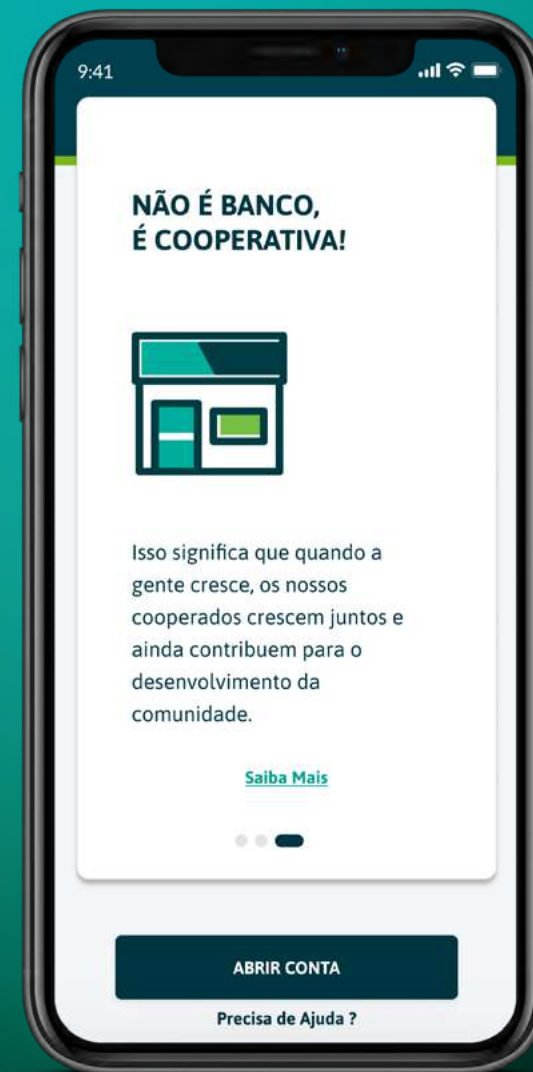 9:41
NÃO É BANCO,
É COOPERATIVA!
Isso significa que quando a
gente cresce, os nossos
cooperados crescem juntos e
ainda contribuem para o
desenvolvimento da
comunidade.
Saiba Mais
ABRIR CONTA
Precisa de Ajuda ?